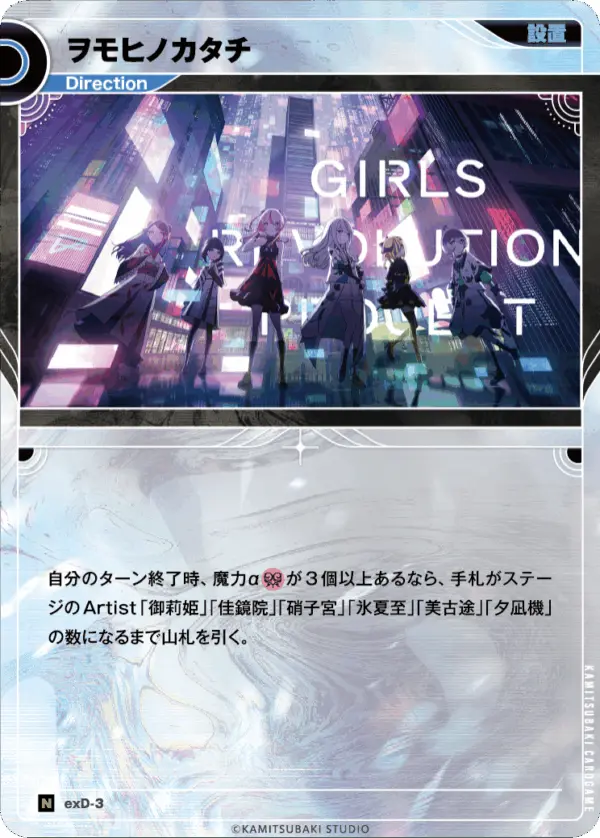 ヲモヒノカタチ
設置
Direction
GIRLS
REVOLUTION
自分のターン終了時、魔力αが3個以上あるなら、手札がステー
ジのArtist「御莉姫」「佳鏡院」「硝子宮」「氷夏至」「美古途」「夕凪機」
の数になるまで山札を引く。
KAMITSUBAKI CARDGAME
N exD-3
©KAMITSUBAKI STUDIO